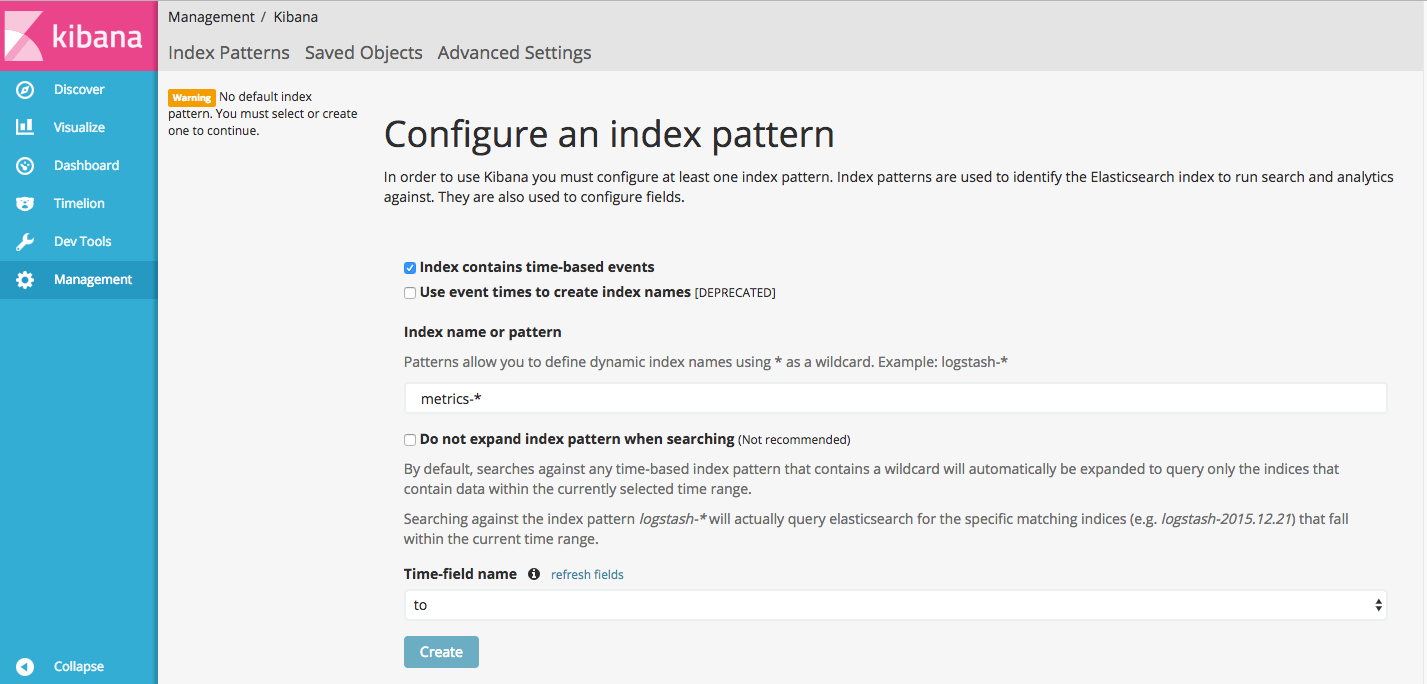 kibana
Discover
Visualize
Dashboard
Timelion
Dev Tools
Management
Collapse
Management / Kibana
Index Patterns Saved Objects Advanced Settings
Warning No default index
pattern. You must select or create
one to continue.
Configure an index pattern
In order to use Kibana you must configure at least one index pattern. Index patterns are used to identify the Elasticsearch index to run search and analytics
against. They are also used to configure fields.
Index contains time-based events
Use event times to create index names [DEPRECATED]
Index name or pattern
Patterns allow you to define dynamic index names using * as a wildcard. Example: logstash-*
metrics-*
Do not expand index pattern when searching (Not recommended)
By default, searches against any time-based index pattern that contains a wildcard will automatically be expanded to query only the indices that
contain data within the currently selected time range.
Searching against the index pattern logstash-* will actually query elasticsearch for the specific matching indices (e.g. logstash-2015.12.21) that fall
within the current time range.
Time-field name refresh fields
to
Create